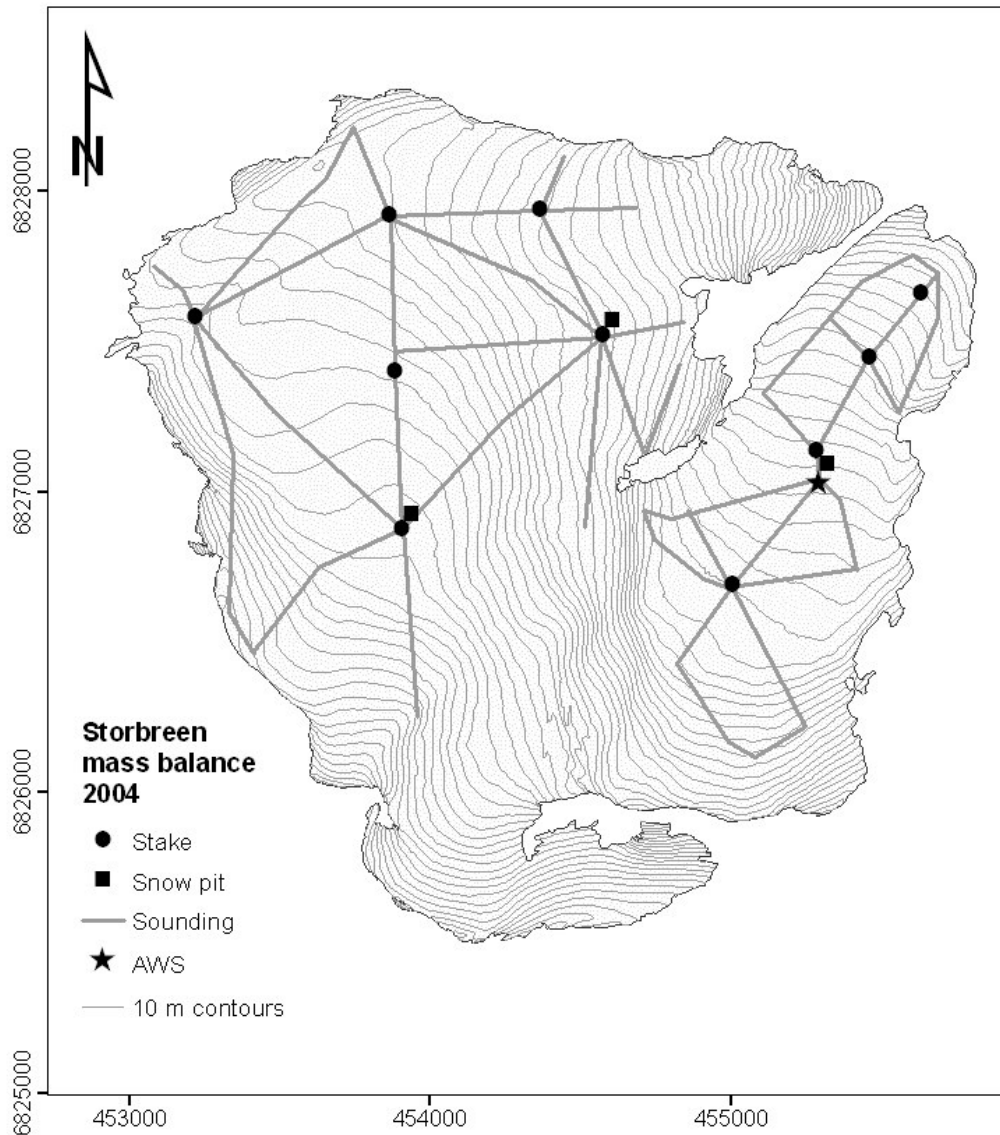 N
6828000
6827000
6826000
6825000
Storbreen
mass balance
2004
Stake
Snow pit
Sounding
AWS
10 m contours
453000
454000
455000